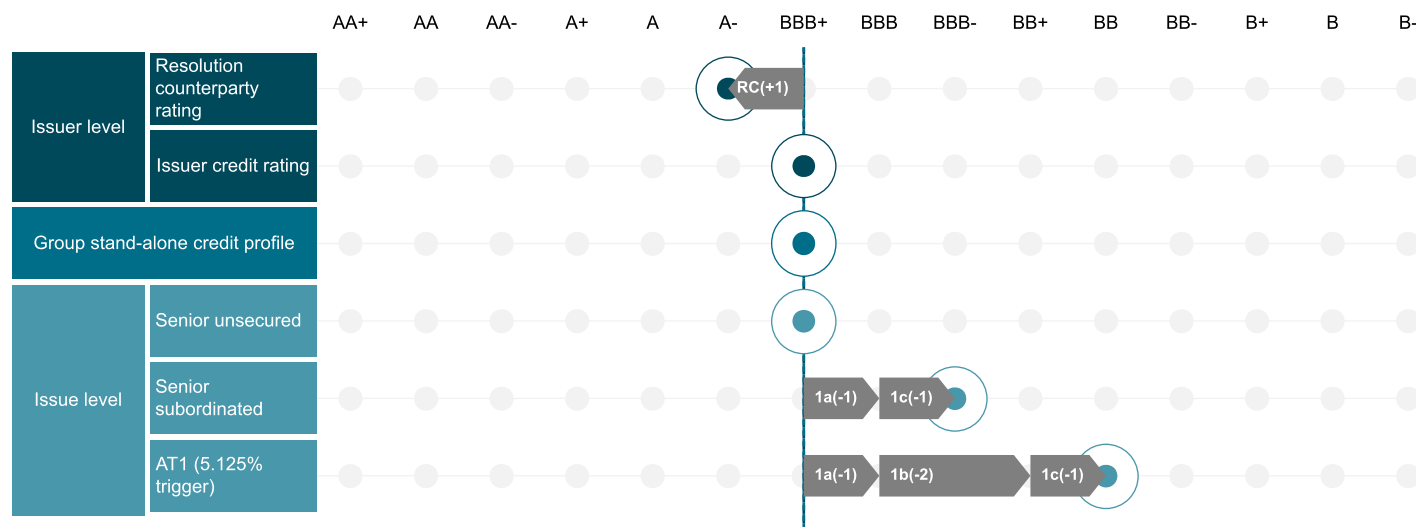 AA+ AA AA- A+ A A- BBB+ BBB BBB- BB+ BB BB- B+ B B-
Issuer level
Resolution
counterparty
rating
RC(+1)
Issuer credit rating
Group stand-alone credit profile
Issue level
Senior unsecured
Senior
subordinated
1a(-1) 1c(-1)
AT1 (5.125%
trigger)
1a(-1) 1b(-2) 1c(-1)